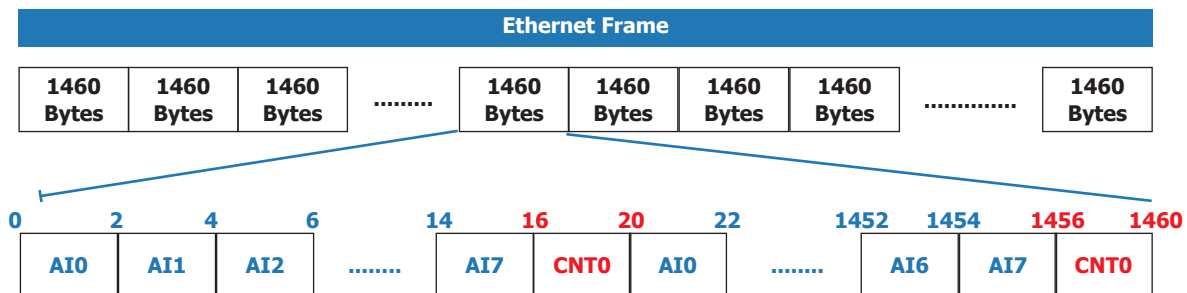 Ethernet Frame
1460 1460 1460 1460 1460 1460 1460 1460
Bytes Bytes Bytes ......... Bytes Bytes Bytes Bytes .............. Bytes
0 2 4 6 14 16 20 22 1452 1454 1456 1460
AI0 AI1 AI2 ........ AI7 CNT0 AI0 ........ AI6 AI7 CNT0